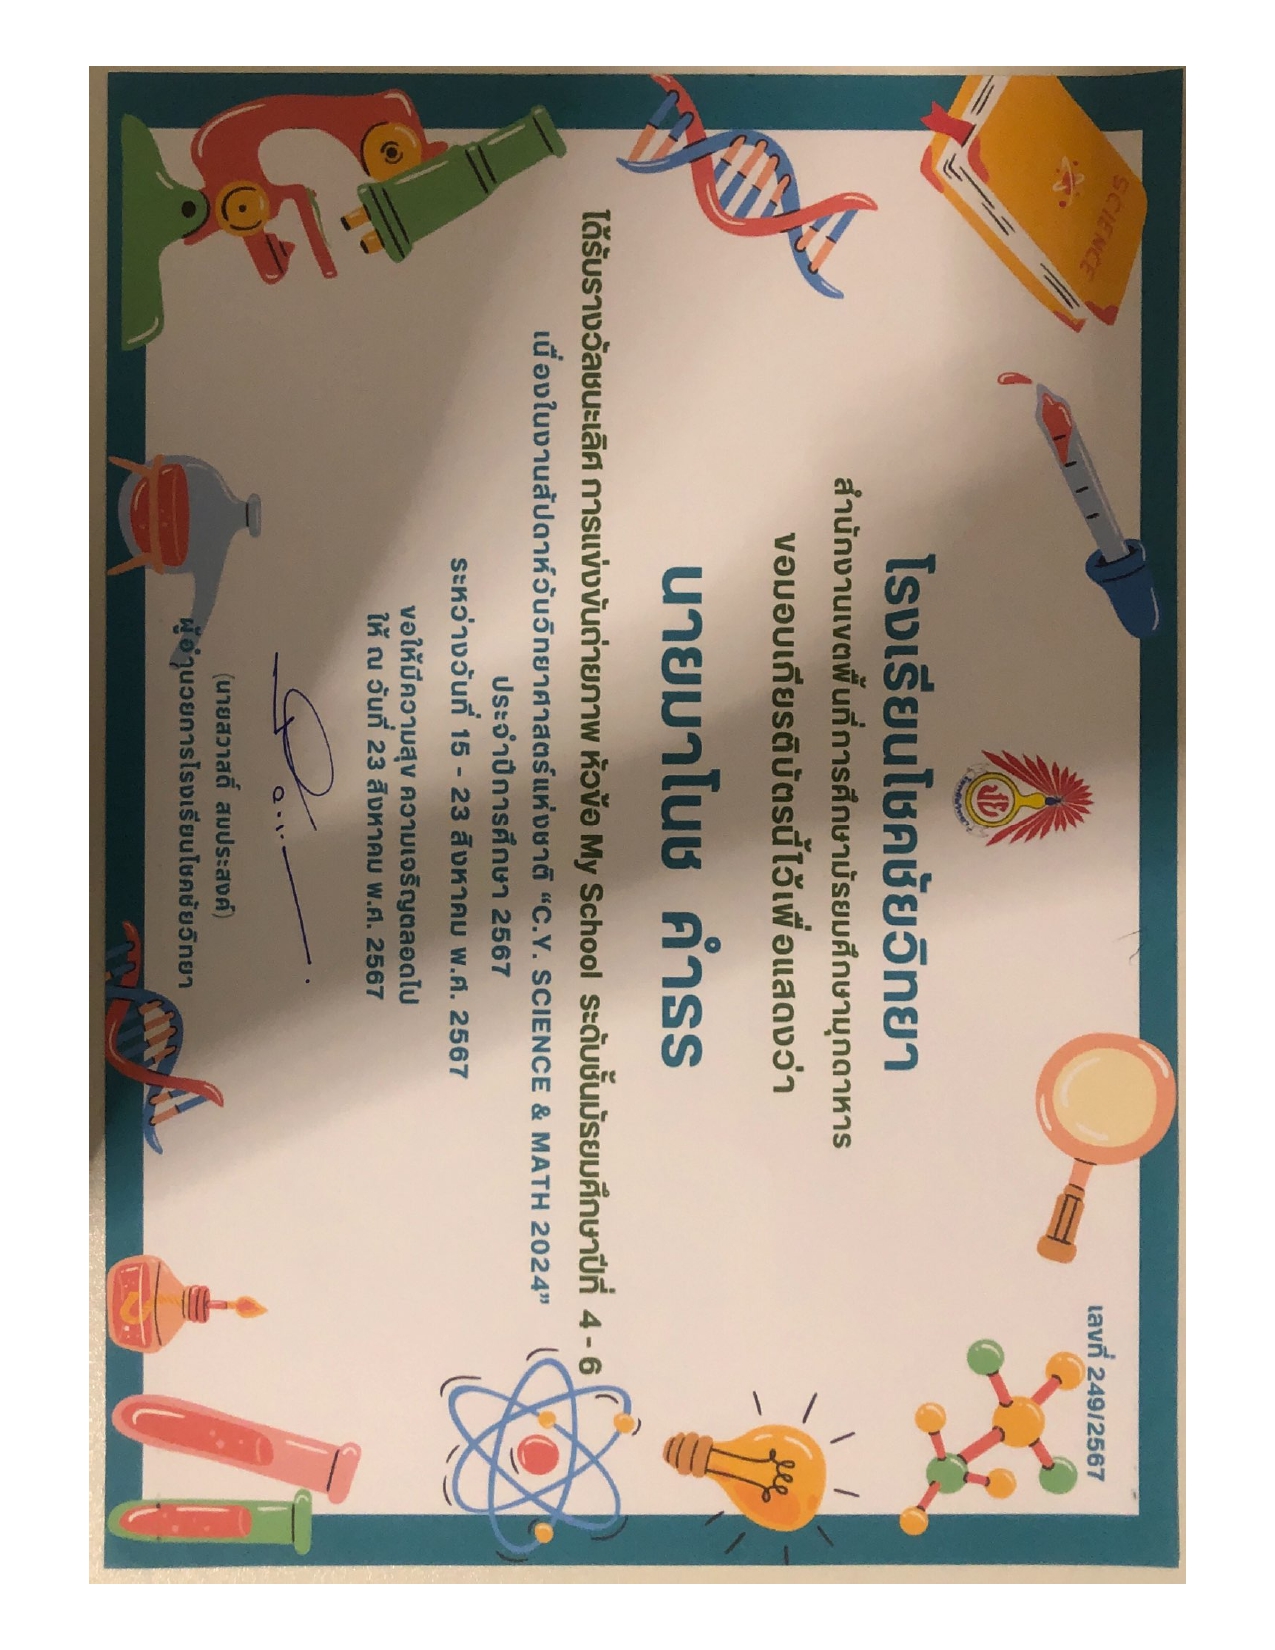 เลขที่ 249/2567
SCIENCE
โรงเรียนโชคชัยวิทยา
สำนักงานเขตพื้นที่การศึกษามัธยมศึกษามุกดาหาร
ขอมอบเกียรติบัตรนี้ไว้เพื่อแสดงว่า
นายมาโนช คำธร
ได้รับรางวัลชนะเลิศ การแข่งขันถ่ายภาพ หัวข้อ My School ระดับชั้นมัธยมศึกษาปีที่ 4 - 6
เนื่องในงานสัปดาห์วันวิทยาศาสตร์แห่งชาติ “C.Y. SCIENCE & MATH 2024”
ประจำปีการศึกษา 2567
ระหว่างวันที่ 15 - 23 สิงหาคม พ.ศ. 2567
ขอให้มีความสุข ความเจริญตลอดไป
ให้ ณ วันที่ 23 สิงหาคม พ.ศ. 2567
(นายสวาสดิ์ สมประสงค์)
ผู้อำนวยการโรงเรียนโชคชัยวิทยา